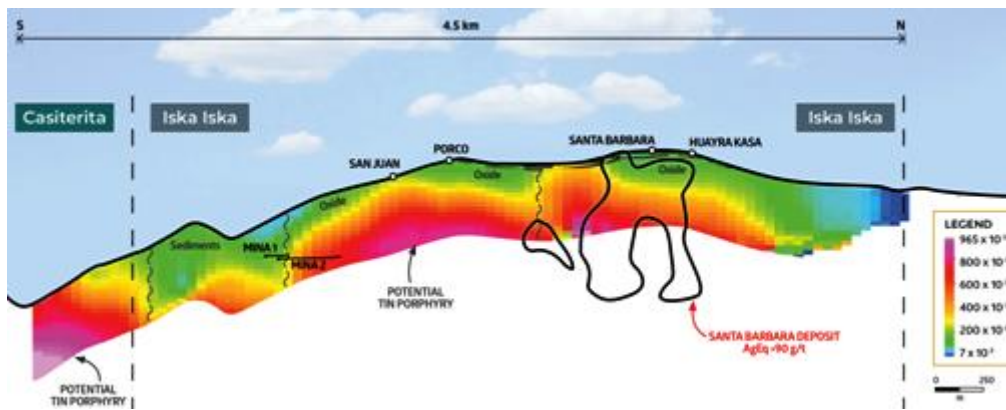 S
4.5 km
N
Casiterita
Iska Iska
Iska Iska
SANTA BARBARA
HUAYRA KASA
PORCO
SAN JUAN
Oxide
Oxide
Oxide
Sediments
MINA 1
MINA 2
POTENTIAL
TIN PORPHYRY
POTENTIAL
TIN PORPHYRY
SANTA BARBARA DEPOSIT
AgEq >90 g/t
LEGEND
965 x 10
800 x 10
600 x 10
400 x 10
200 x 10
7 x 10
0
250
m